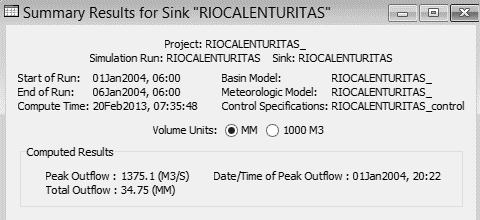 Summary Results for Sink "RIOCALENTURITAS"
Project: RIOCALENTURITAS_
Simulation Run: RIOCALENTURITAS Sink: RIOCALENTURITAS
Start of Run: 01Jan2004, 06:00 Basin Model: RIOCALENTURITAS_
End of Run: 06Jan2004, 06:00 Meteorologic Model: RIOCALENTURITAS_
Compute Time: 20Feb2013, 07:35:48 Control Specifications: RIOCALENTURITAS_control
Volume Units: MM 1000 M3
Computed Results
Peak Outflow : 1375.1 (M3/S) Date/Time of Peak Outflow : 01Jan2004, 20:22
Total Outflow : 34.75 (MM)